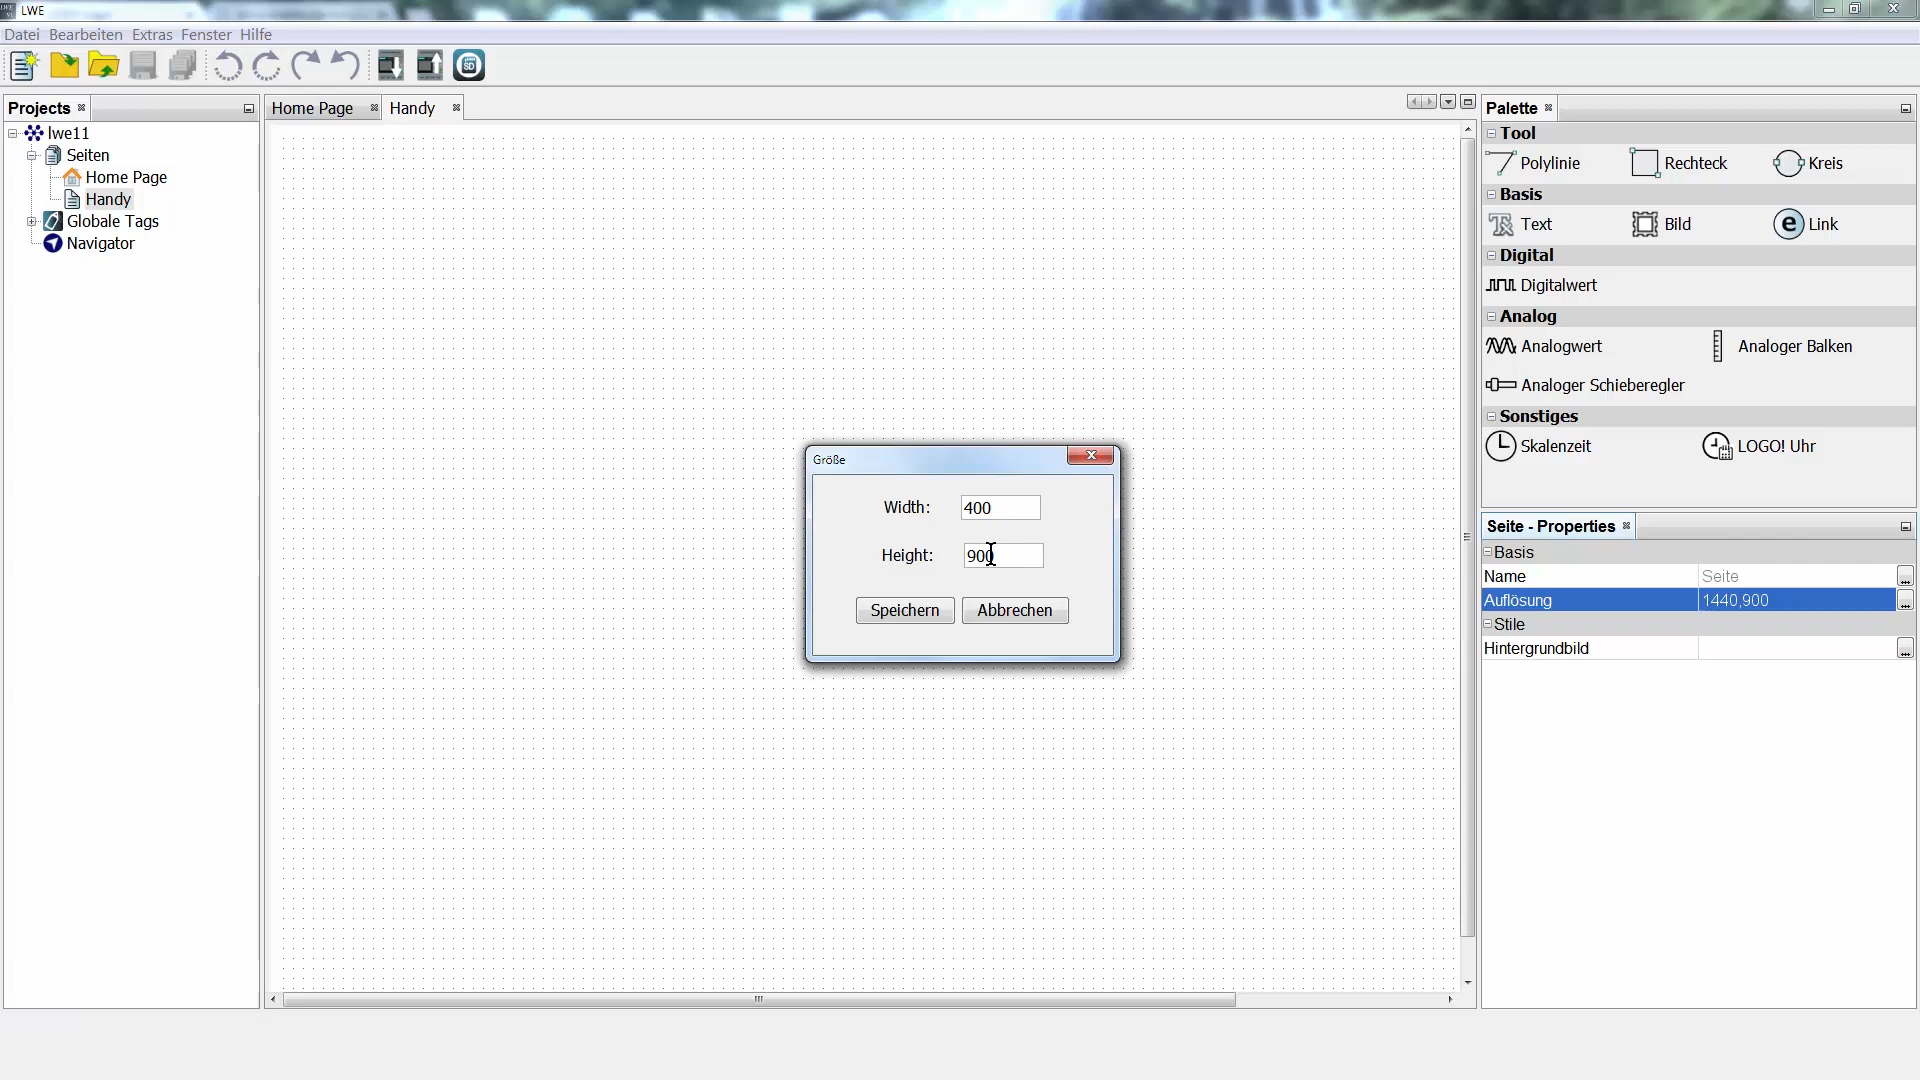 LWE
Datei Bearbeiten Extras Fenster Hilfe
SD
Projects
lwe11
Seiten
Home Page
Handy
Globale Tags
Navigator
Home Page
Handy
Größe
Width: 400
Height: 900
Speichern Abbrechen
Palette
Tool
Polylinie Rechteck Kreis
Basis
Text Bild Link
Digital
Digitalwert
Analog
Analogwert Analoger Balken
Analoger Schieberegler
Sonstiges
Skalenzeit LOGO! Uhr
Seite - Properties
Basis
Name Seite ...
Auflösung 1440,900 ...
Stile
Hintergrundbild ...